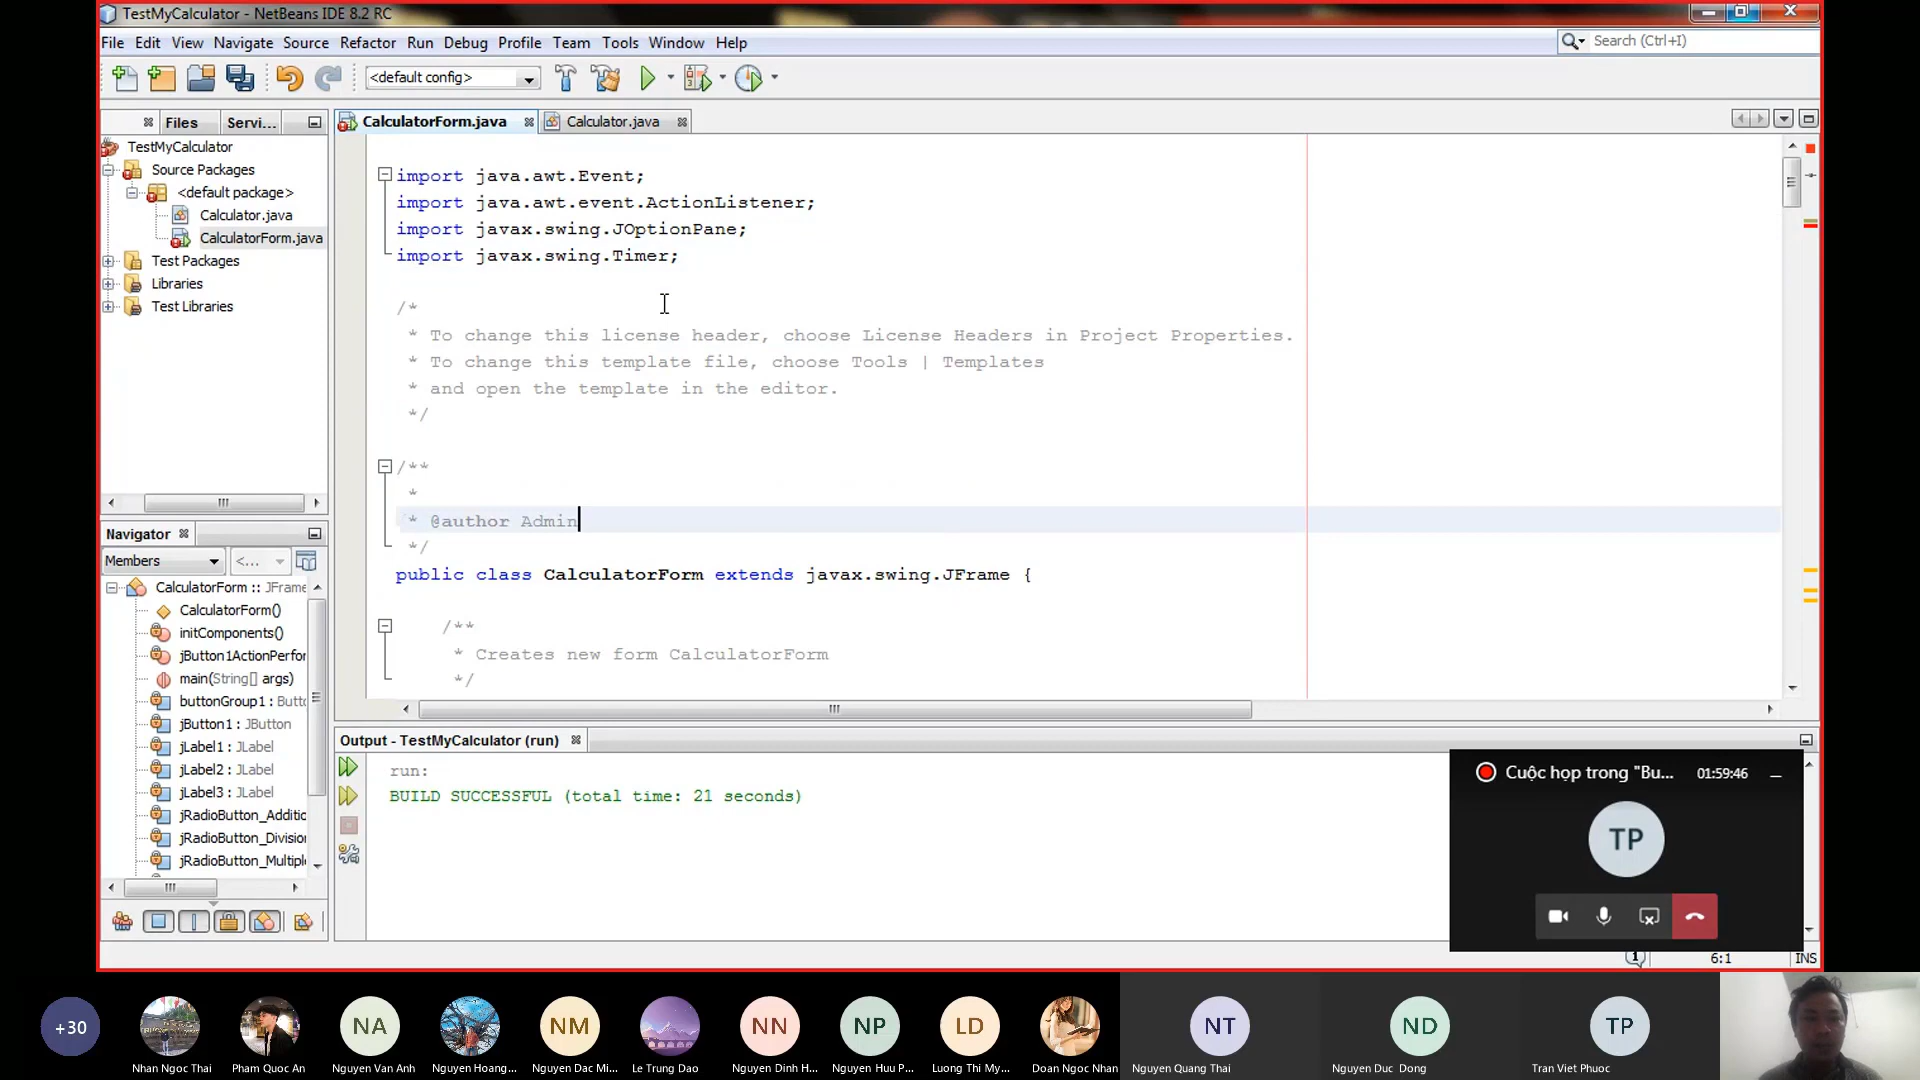 TestMyCalculator - NetBeans IDE 8.2 RC
File Edit View Navigate Source Refactor Run Debug Profile Team Tools Window Help
Search (Ctrl+I)
<default config>
Files Servi...
CalculatorForm.java Calculator.java
TestMyCalculator
Source Packages
<default package>
Calculator.java
CalculatorForm.java
Test Packages
Libraries
Test Libraries
import java.awt.Event;
import java.awt.event.ActionListener;
import javax.swing.JOptionPane;
import javax.swing.Timer;
/*
* To change this license header, choose License Headers in Project Properties.
* To change this template file, choose Tools | Templates
* and open the template in the editor.
*/
/**
*
* @author Admin
*/
public class CalculatorForm extends javax.swing.JFrame {
/**
* Creates new form CalculatorForm
*/
Navigator
Members <...
CalculatorForm :: JFrame
CalculatorForm()
initComponents()
jButton1ActionPerfor
main(String[] args)
buttonGroup1 : Butto
jButton1 : JButton
jLabel1 : JLabel
jLabel2 : JLabel
jLabel3 : JLabel
jRadioButton_Additio
jRadioButton_Division
jRadioButton_Multiple
Output - TestMyCalculator (run)
run:
BUILD SUCCESSFUL (total time: 21 seconds)
Cuộc họp trong "Bu... 01:59:46
TP
1 6:1 INS
+30 NA NM NN NP LD NT ND TP
Nhan Ngoc Thai Pham Quoc An Nguyen Van Anh Nguyen Hoang... Nguyen Dac Mi... Le Trung Dao Nguyen Dinh H... Nguyen Huu P... Luong Thi My... Doan Ngoc Nhan Nguyen Quang Thai Nguyen Duc Dong Tran Viet Phuoc